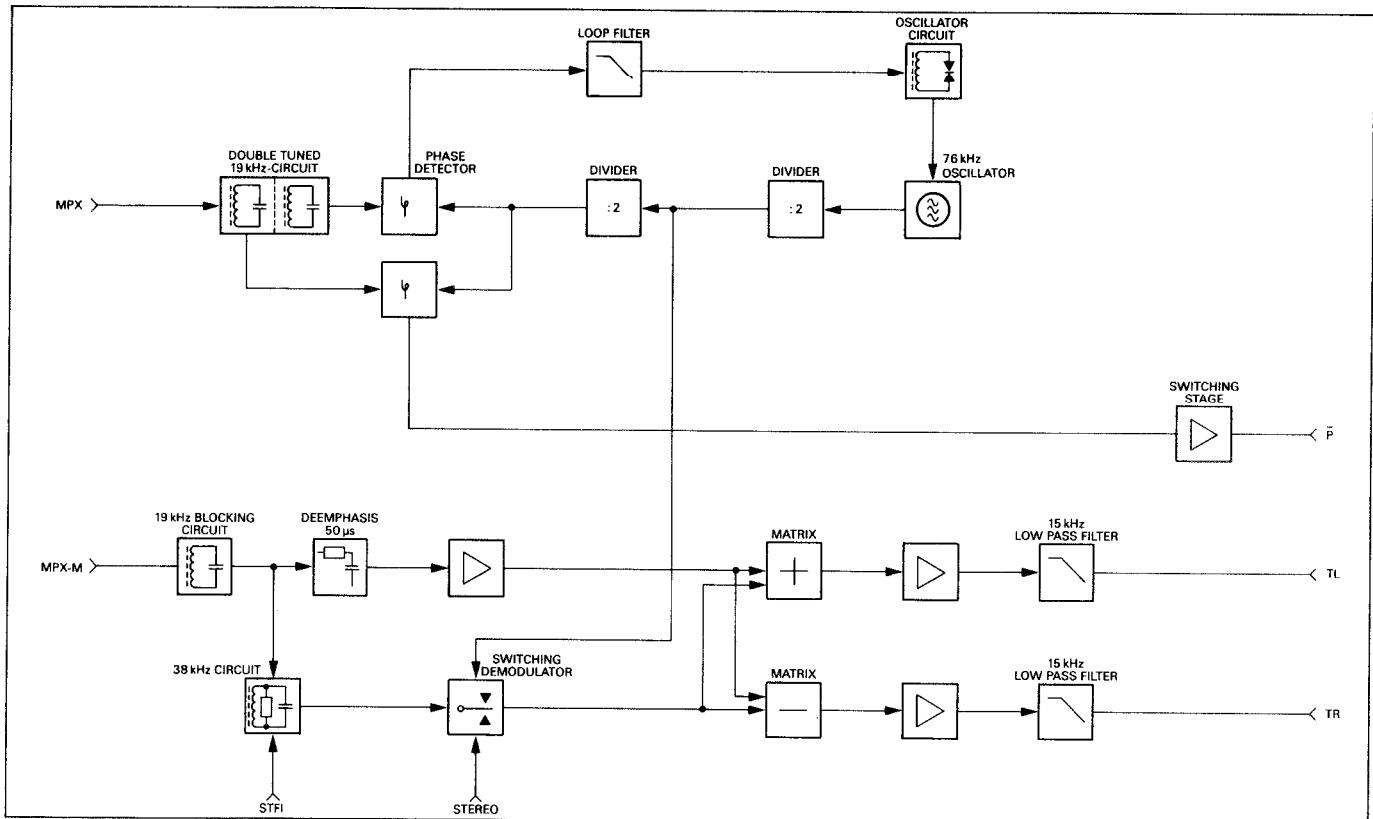 LOOP FILTER
OSCILLATOR
CIRCUIT
DOUBLE TUNED
19 kHz-CIRCUIT
PHASE
DETECTOR
DIVIDER
DIVIDER
76 kHz
OSCILLATOR
MPX
φ
: 2
: 2
φ
SWITCHING
STAGE
P̄
19 kHz BLOCKING
CIRCUIT
DEEMPHASIS
50 µs
MATRIX
15 kHz
LOW PASS FILTER
MPX-M
+
TL
38 kHz CIRCUIT
SWITCHING
DEMODULATOR
MATRIX
15 kHz
LOW PASS FILTER
—
TR
STFI
STEREO